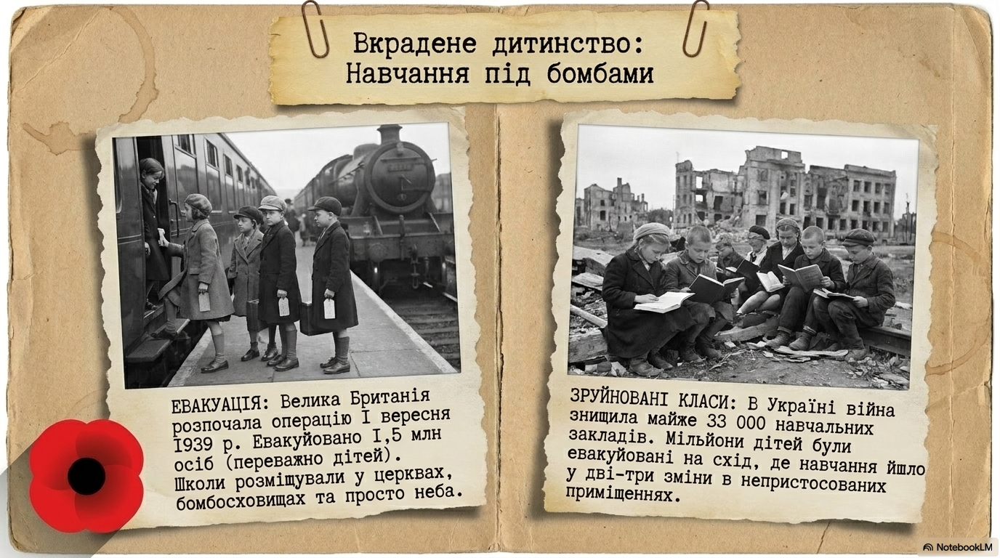 Вкрадене дитинство:
Навчання під бомбами
ЕВАКУАЦІЯ: Велика Британія
розпочала операцію І вересня
І939 р. Евакуйовано І,5 млн
осіб (переважно дітей).
Школи розміщували у церквах,
бомбосховищах та просто неба.
ЗРУЙНОВАНІ КЛАСИ: В Україні війна
знищила майже 33 000 навчальних
закладів. Мільйони дітей були
евакуйовані на схід, де навчання йшло
у дві-три зміни в непристосованих
приміщеннях.
NotebookLM